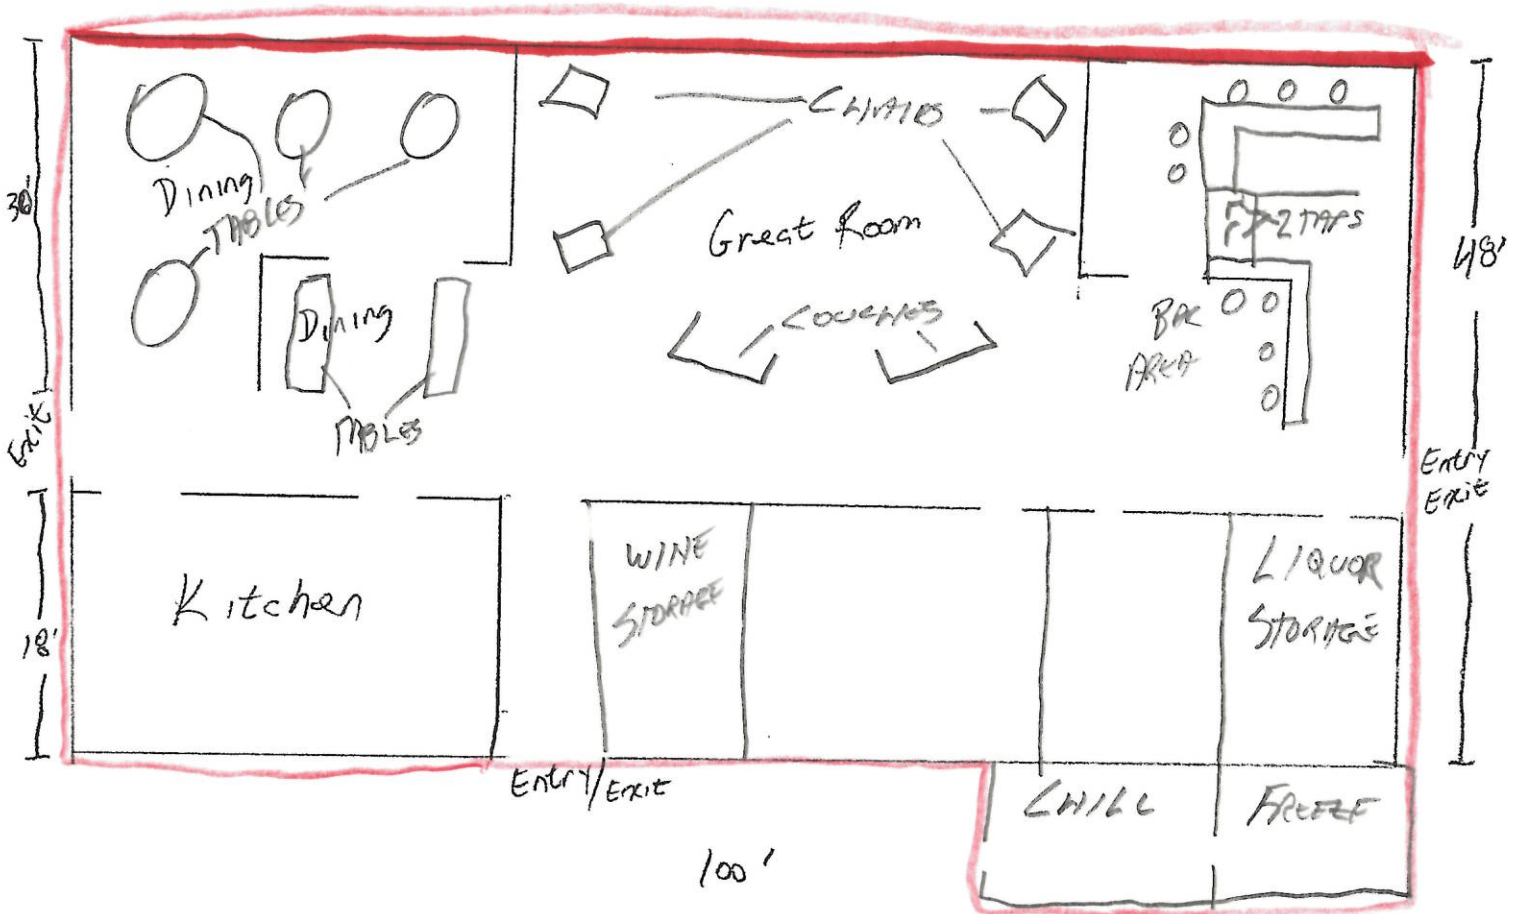 CHAIRS
Dining
TABLES
30'
2 TAPS
Great Room
48'
COUCHES
Dining
BAR
AREA
TABLES
Exit
Entry
Exit
WINE
STORAGE
LIQUOR
STORAGE
Kitchen
18'
Entry/Exit
CHILL
FREEZE
100'